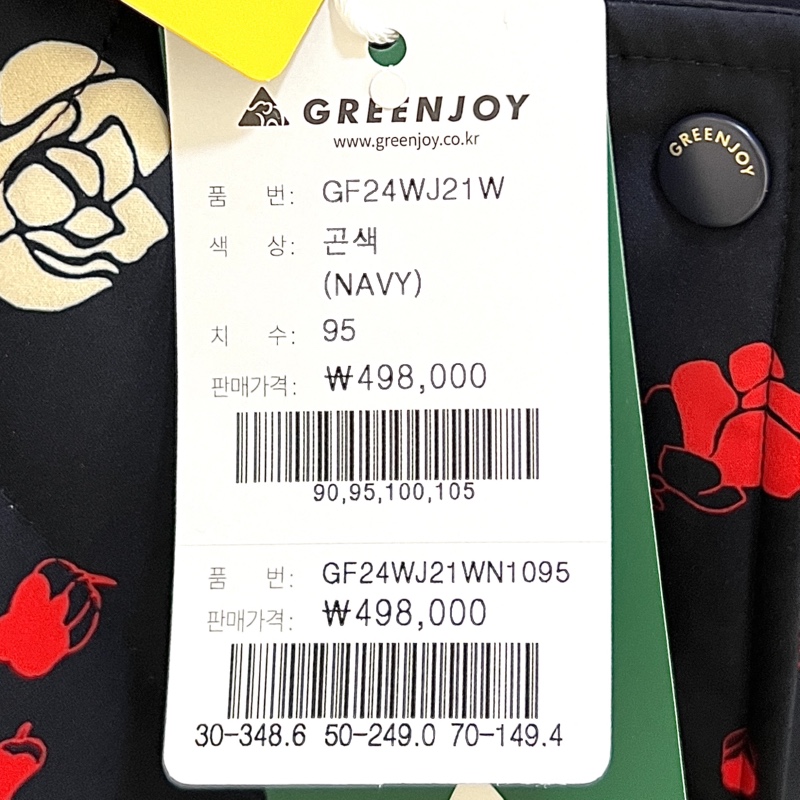 GREENJOY
www.greenjoy.co.kr
GREENJOY
품 번: GF24WJ21W
색 상: 곤색
(NAVY)
치 수: 95
판매가격: ₩498,000
90,95,100,105
품 번: GF24WJ21WN1095
판매가격: ₩498,000
30-348.6 50-249.0 70-149.4